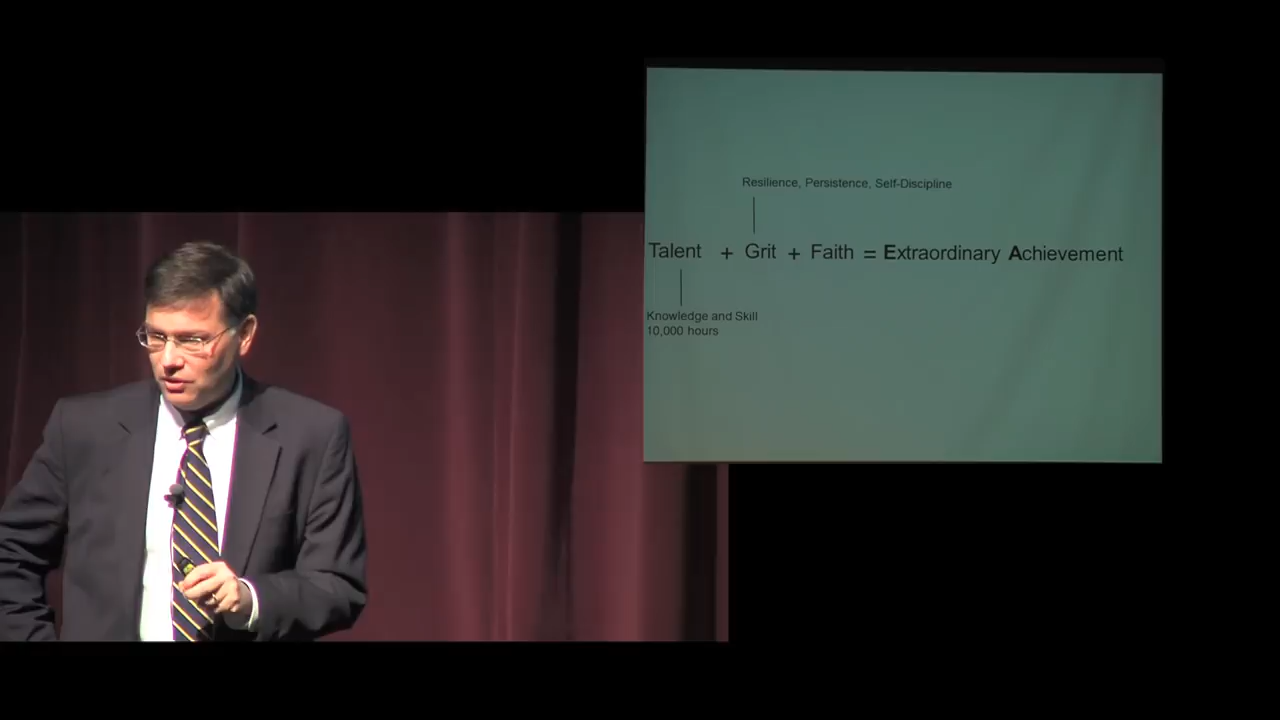 Resilience, Persistence, Self-Discipline
Talent + Grit + Faith = Extraordinary Achievement
Knowledge and Skill
10,000 hours